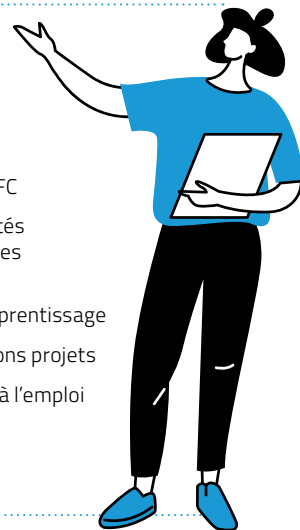 FC
tés
es
prentissage
ons projets
à l’emploi